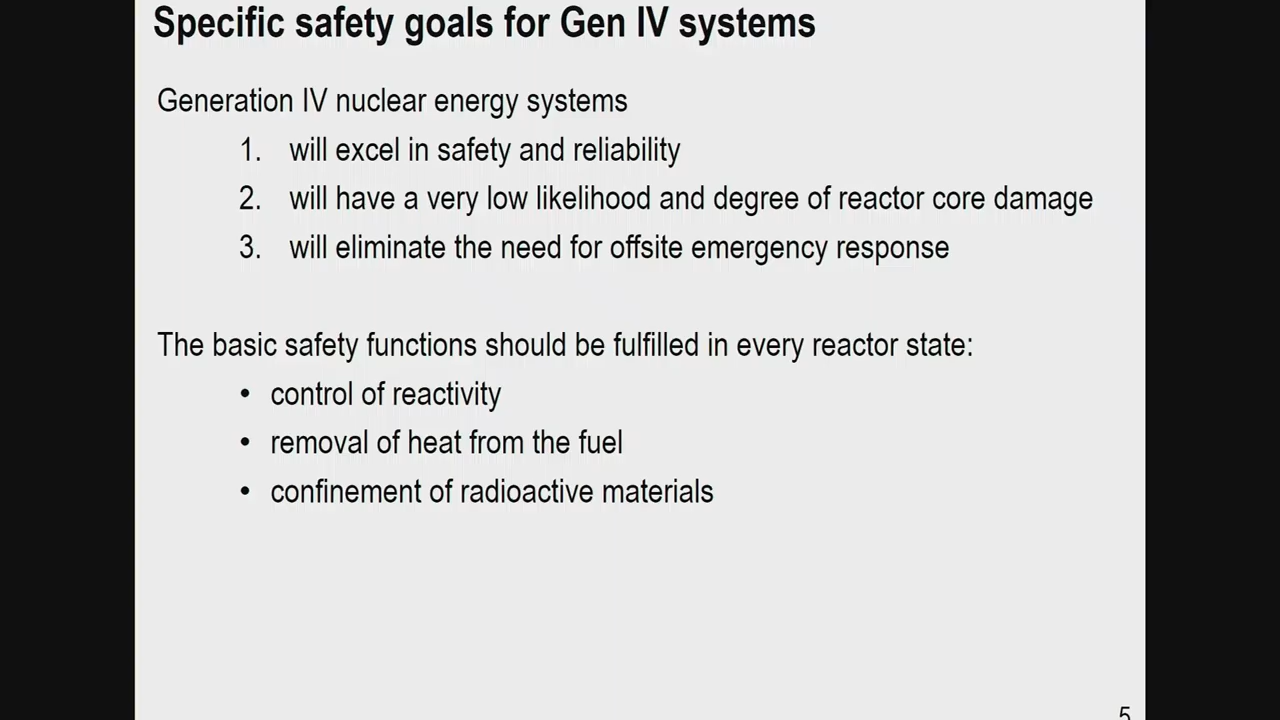 Specific safety goals for Gen IV systems
Generation IV nuclear energy systems
1. will excel in safety and reliability
2. will have a very low likelihood and degree of reactor core damage
3. will eliminate the need for offsite emergency response
The basic safety functions should be fulfilled in every reactor state:
• control of reactivity
• removal of heat from the fuel
• confinement of radioactive materials
5